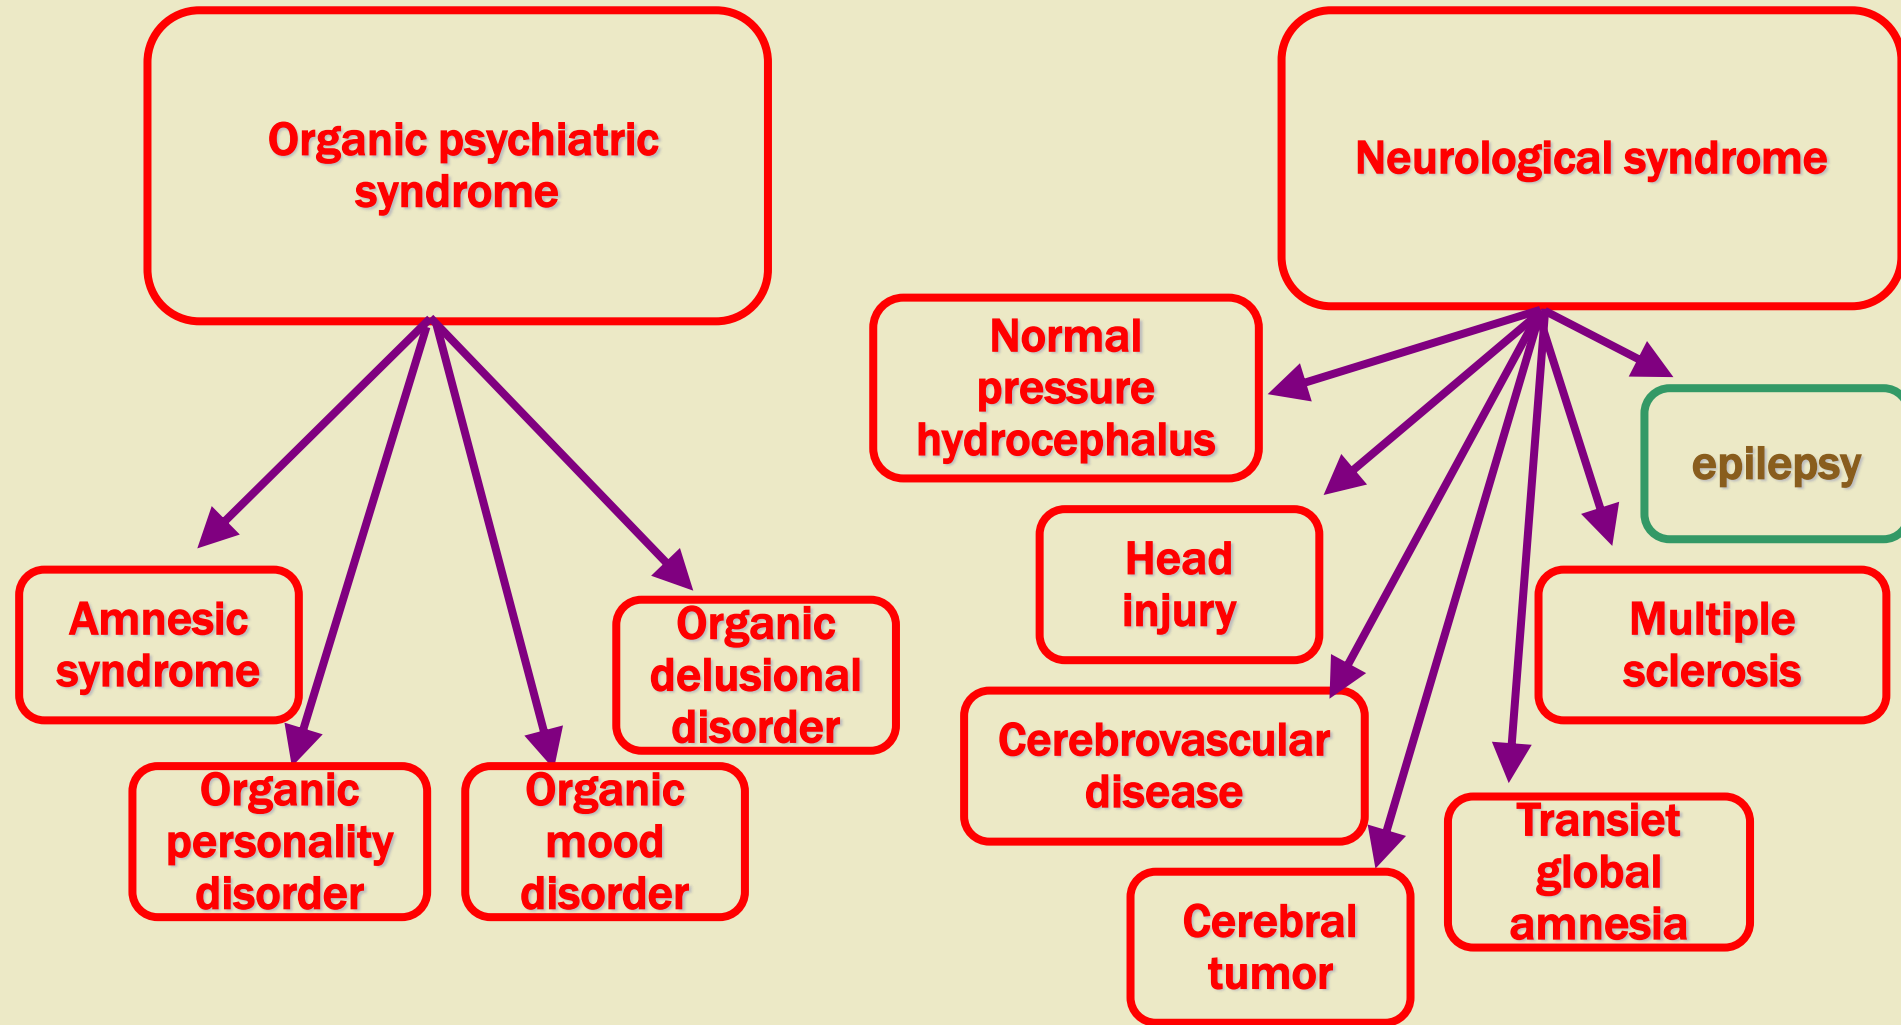 Organic psychiatric
syndrome
Neurological syndrome
Amnesic
syndrome
Organic
personality
disorder
Organic
mood
disorder
Organic
delusional
disorder
Normal
pressure
hydrocephalus
Head
injury
Cerebrovascular
disease
Cerebral
tumor
Transiet
global
amnesia
Multiple
sclerosis
epilepsy